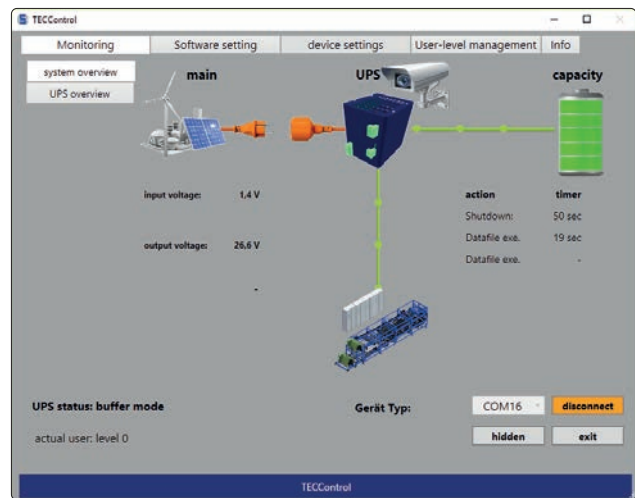 TECControl
Monitoring Software setting device settings User-level management Info
system overview
UPS overview
main UPS capacity
input voltage: 1,4 V
output voltage: 26,6 V
-
action timer
Shutdown: 50 sec
Datafile exe. 19 sec
Datafile exe. -
UPS status: buffer mode
Gerät Typ: COM16 disconnect
actual user: level 0
hidden exit
TECControl